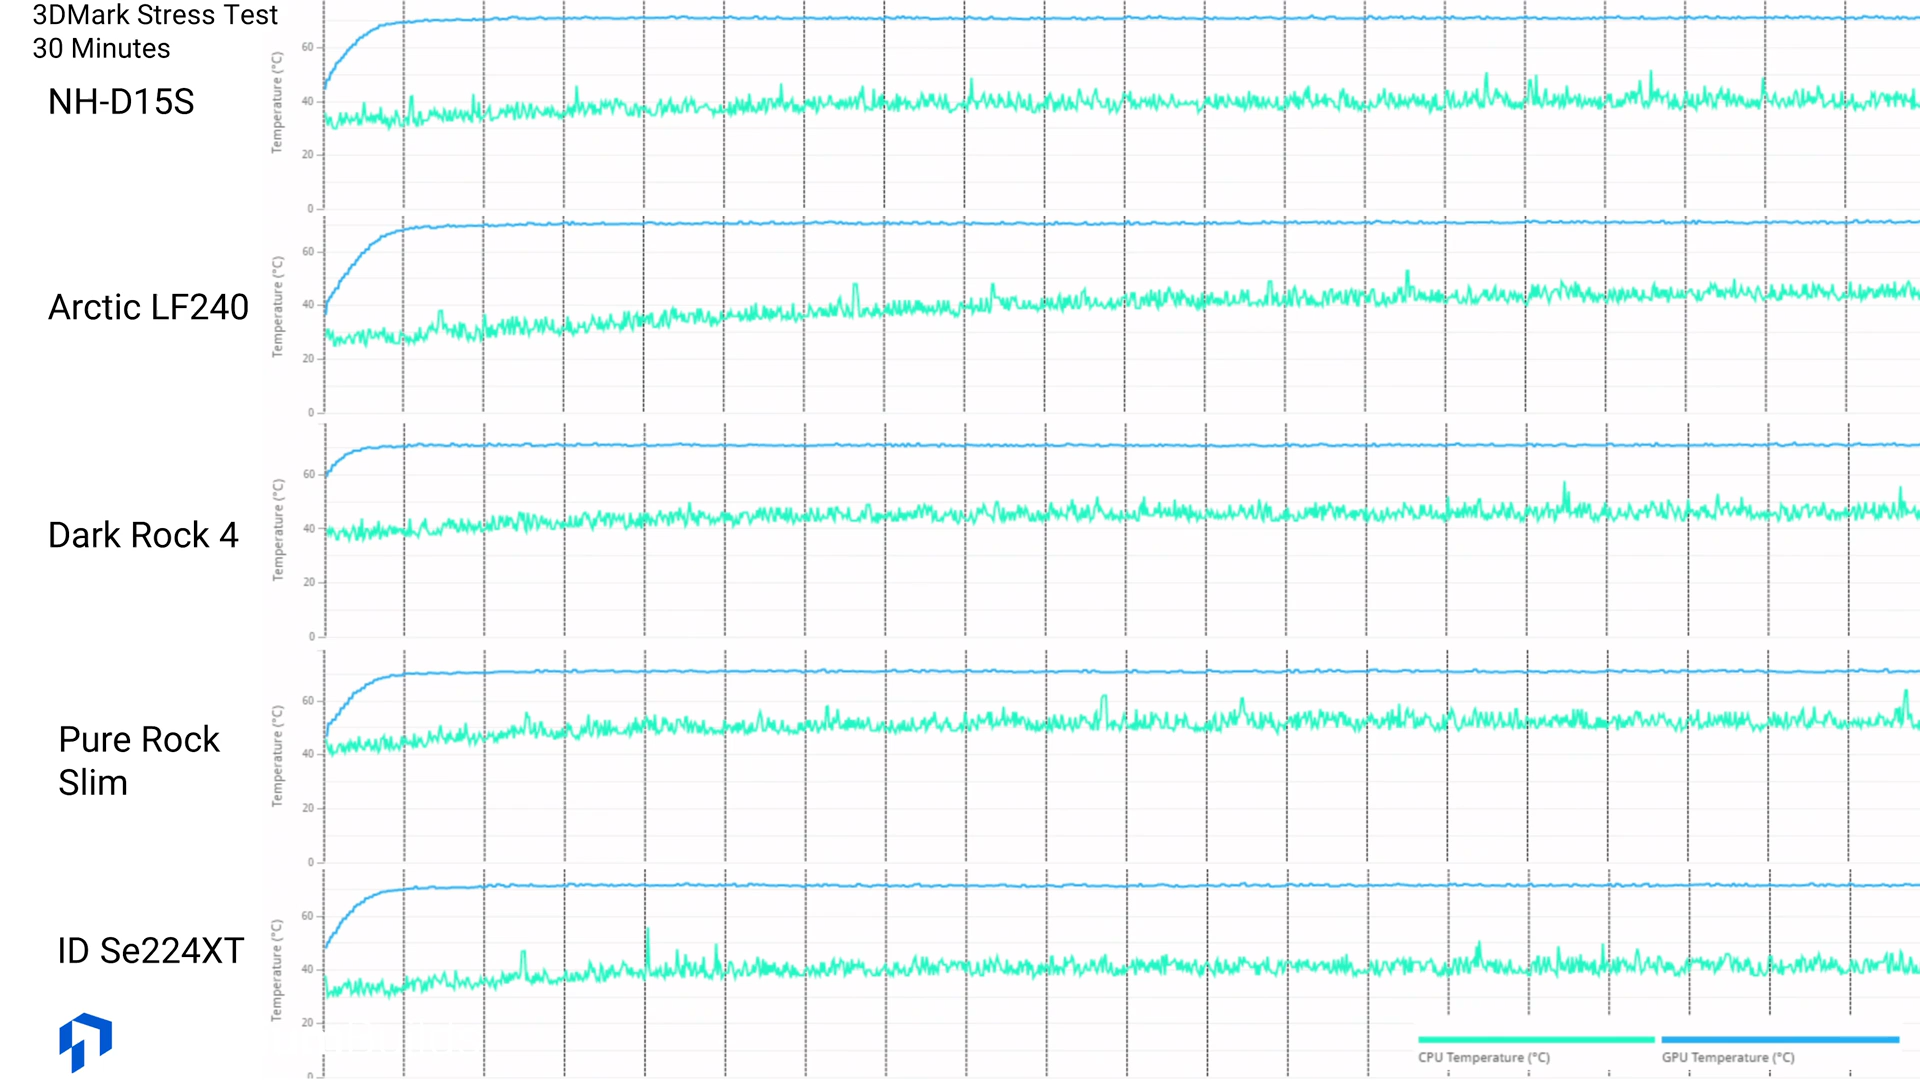 3DMark Stress Test
30 Minutes
NH-D15S
Temperature (°C)
60
40
20
0
Arctic LF240
Temperature (°C)
60
40
20
0
Dark Rock 4
Temperature (°C)
60
40
20
0
Pure Rock
Slim
Temperature (°C)
60
40
20
0
ID Se224XT
Temperature (°C)
60
40
20
0
CPU Temperature (°C)
GPU Temperature (°C)